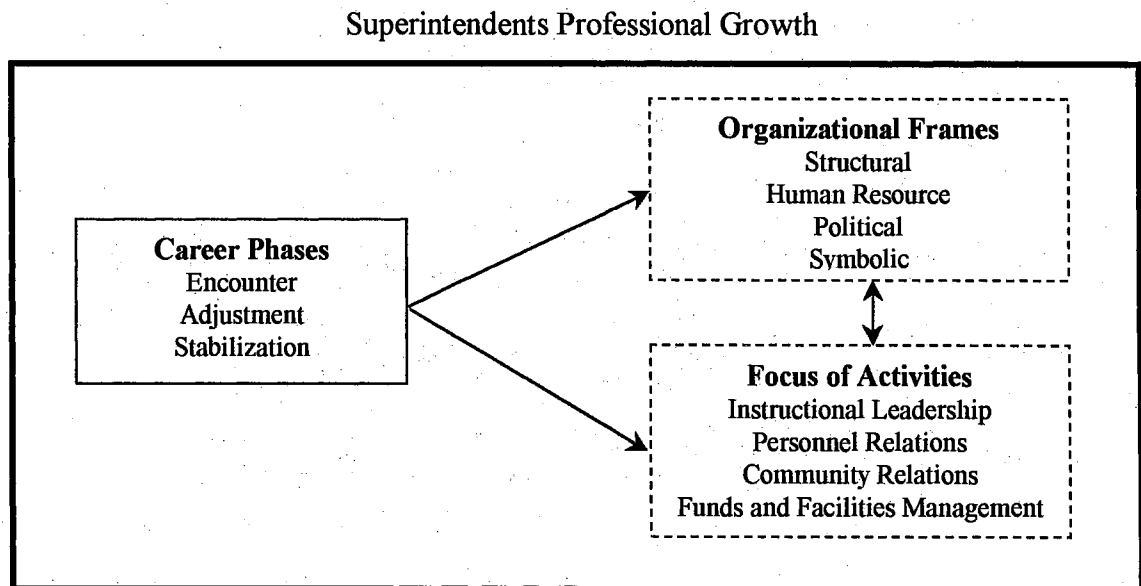 Superintendents Professional Growth
Career Phases
Encounter
Adjustment
Stabilization
Organizational Frames
Structural
Human Resource
Political
Symbolic
Focus of Activities
Instructional Leadership
Personnel Relations
Community Relations
Funds and Facilities Management